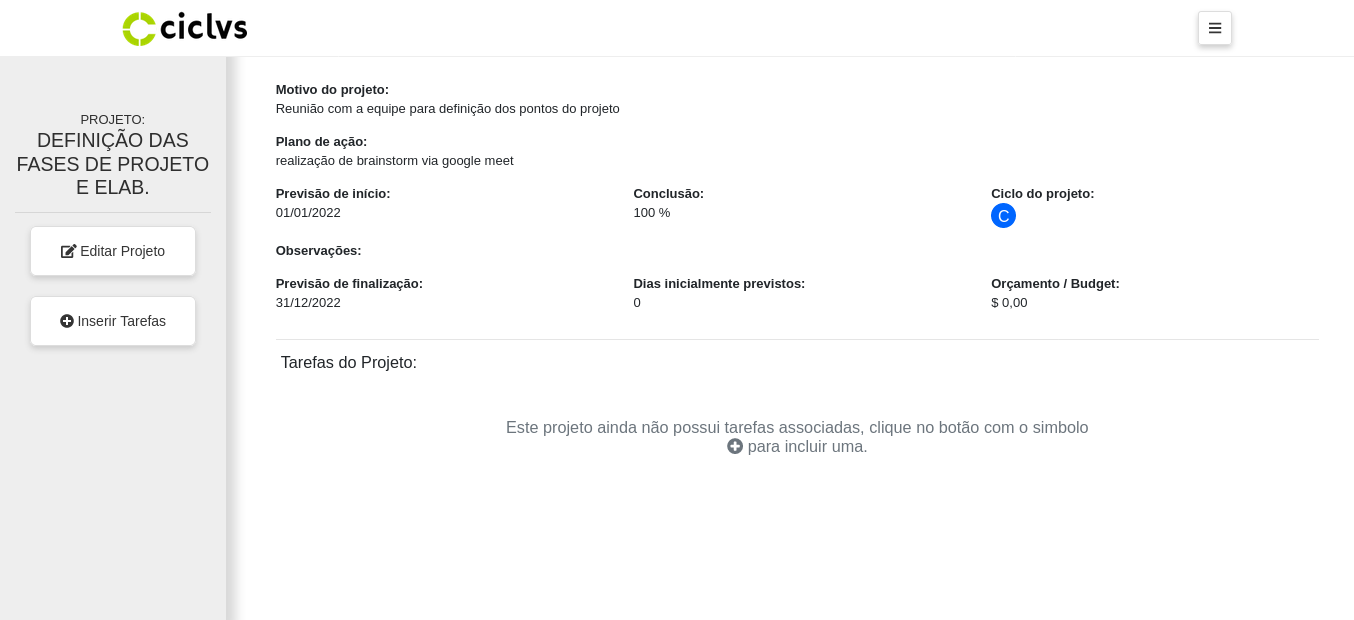 ciclvs
PROJETO:
DEFINIÇÃO DAS
FASES DE PROJETO
E ELAB.
Editar Projeto
Inserir Tarefas
Motivo do projeto:
Reunião com a equipe para definição dos pontos do projeto
Plano de ação:
realização de brainstorm via google meet
Previsão de início: Conclusão: Ciclo do projeto:
01/01/2022 100 % C
Observações:
Previsão de finalização: Dias inicialmente previstos: Orçamento / Budget:
31/12/2022 0 $ 0,00
Tarefas do Projeto:
Este projeto ainda não possui tarefas associadas, clique no botão com o simbolo
para incluir uma.